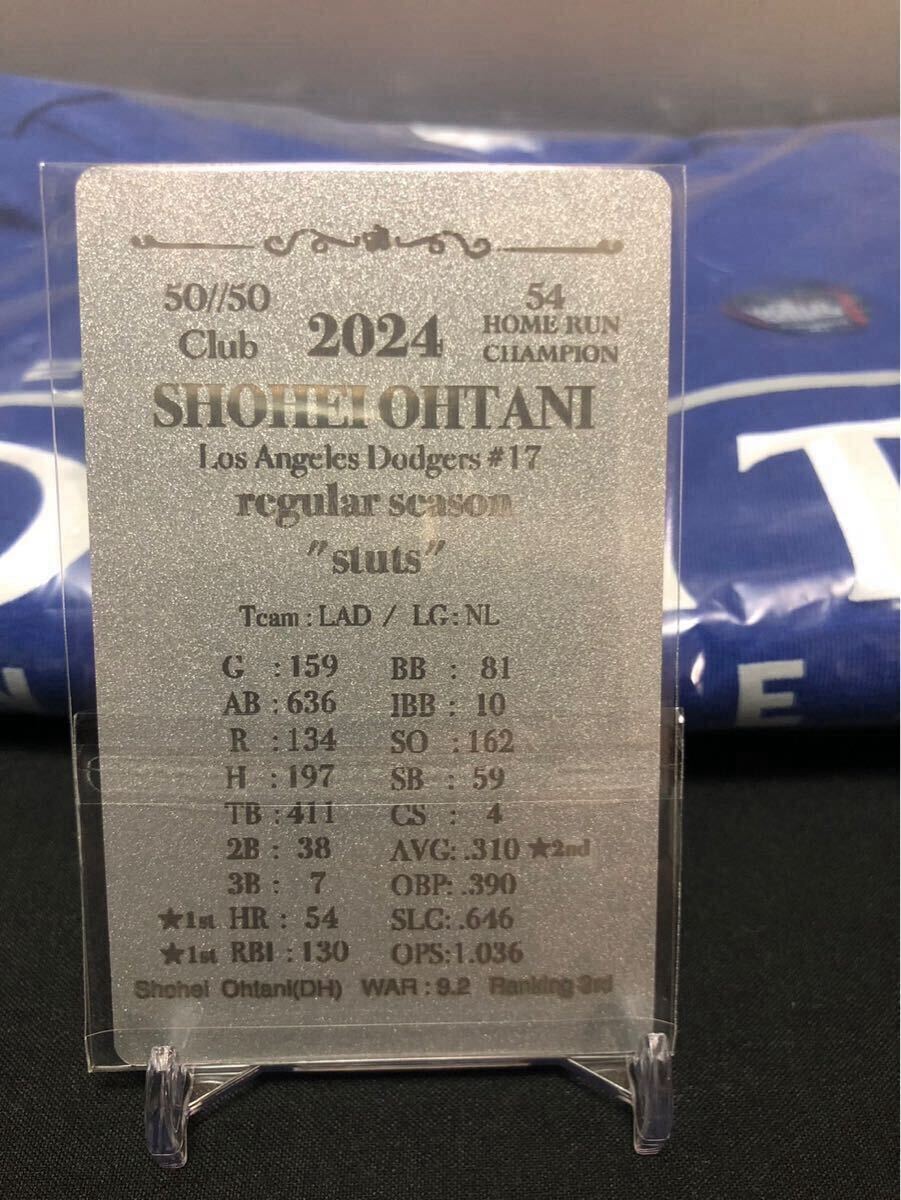 50//50 Club
2024
54 HOME RUN CHAMPION
SHOHEI OHTANI
Los Angeles Dodgers #17
regular season
"stuts"
Team : LAD / LG : NL
G : 159 BB : 81
AB : 636 IBB : 10
R : 134 SO : 162
H : 197 SB : 59
TB : 411 CS : 4
2B : 38 AVG: .310 ★2nd
3B : 7 OBP: .390
★1st HR : 54 SLG: .646
★1st RBI : 130 OPS:1.036
Shohei Ohtani(DH) WAR : 9.2 Ranking 3rd
T
N
E